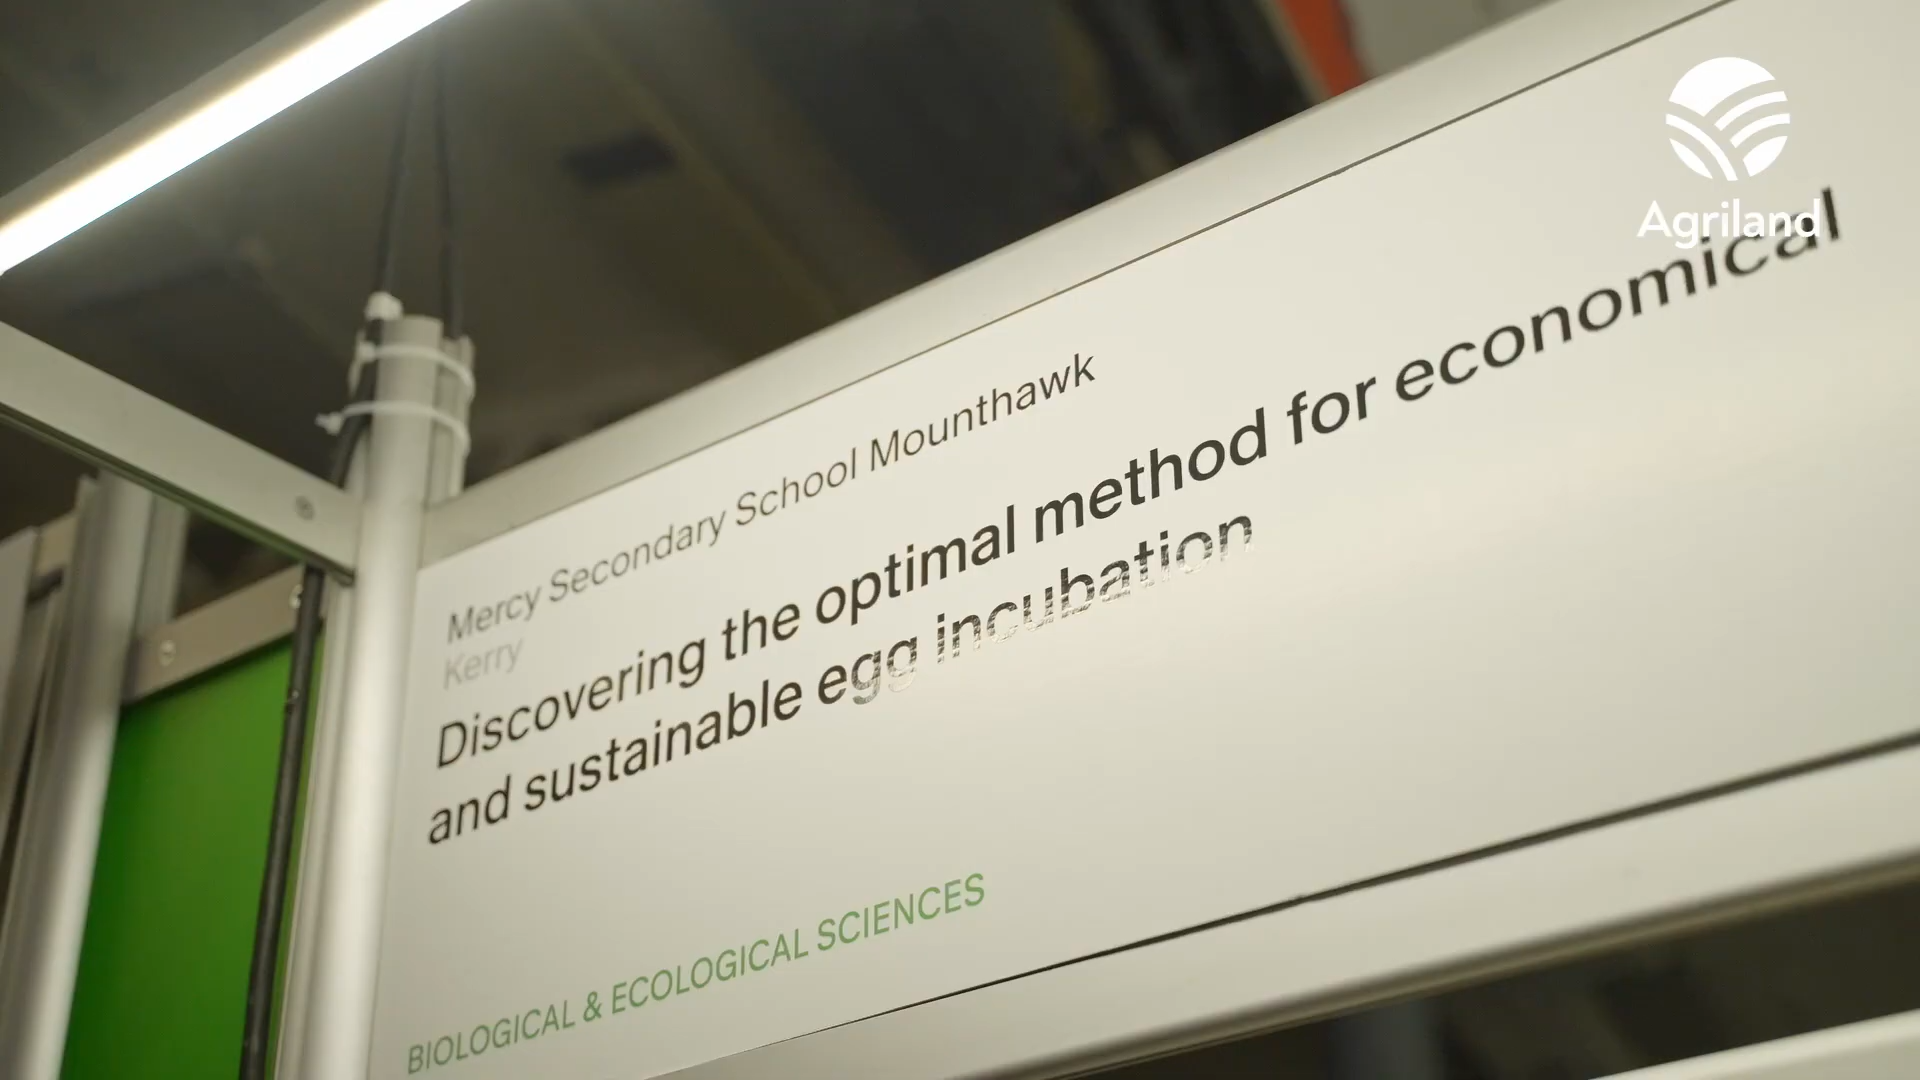 Agriland
Mercy Secondary School Mounthawk
Kerry
Discovering the optimal method for economical
and sustainable egg incubation
BIOLOGICAL & ECOLOGICAL SCIENCES